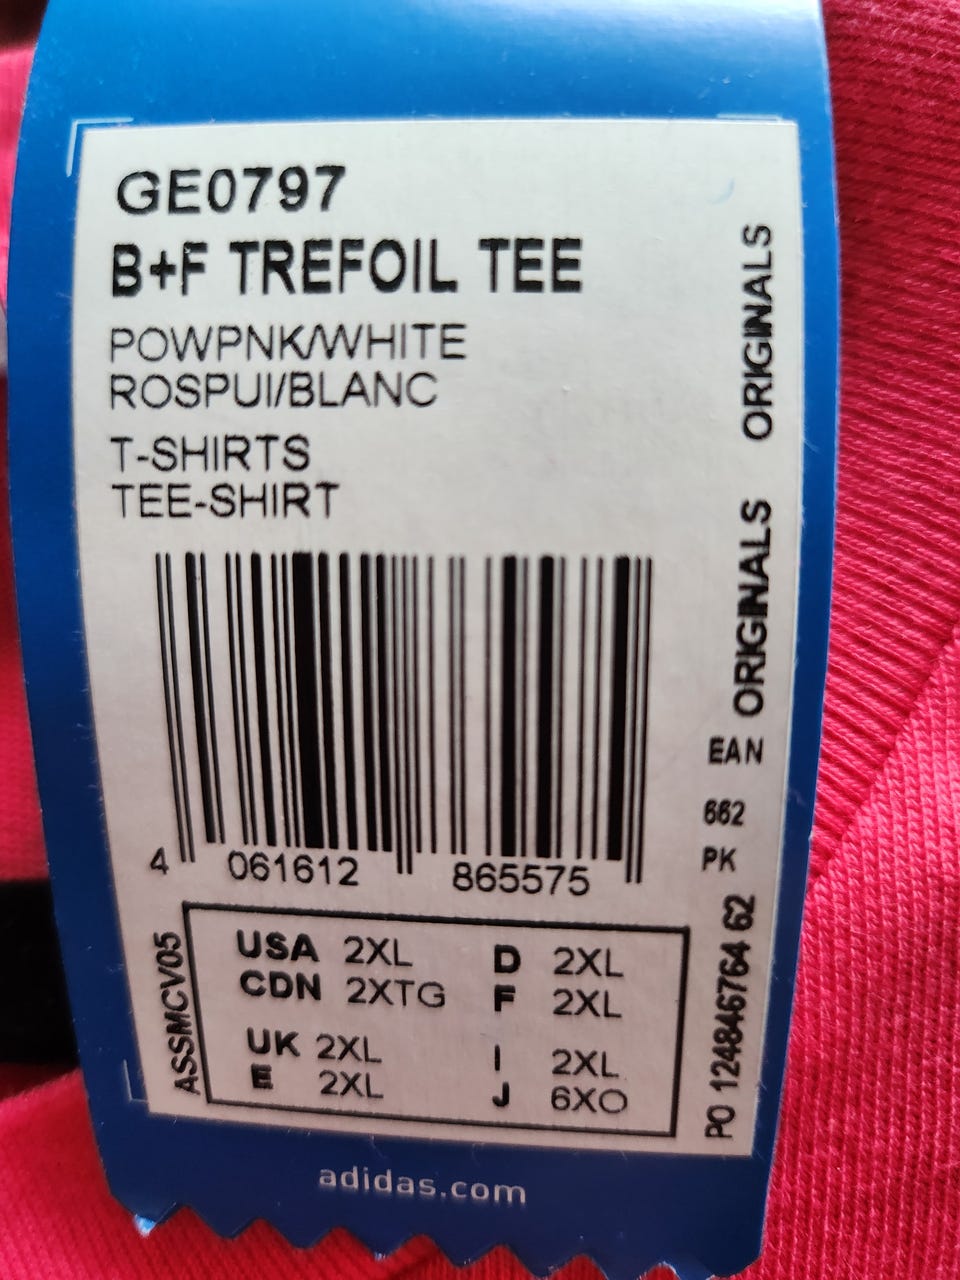 GE0797
B+F TREFOIL TEE
POWPNK/WHITE
ROSPUI/BLANC
T-SHIRTS
TEE-SHIRT
ORIGINALS
ORIGINALS
EAN
662
PK
PO 124846764 62
4 061612 865575
ASSMCV05
USA 2XL D 2XL
CDN 2XTG F 2XL
UK 2XL I 2XL
E 2XL J 6XO
adidas.com